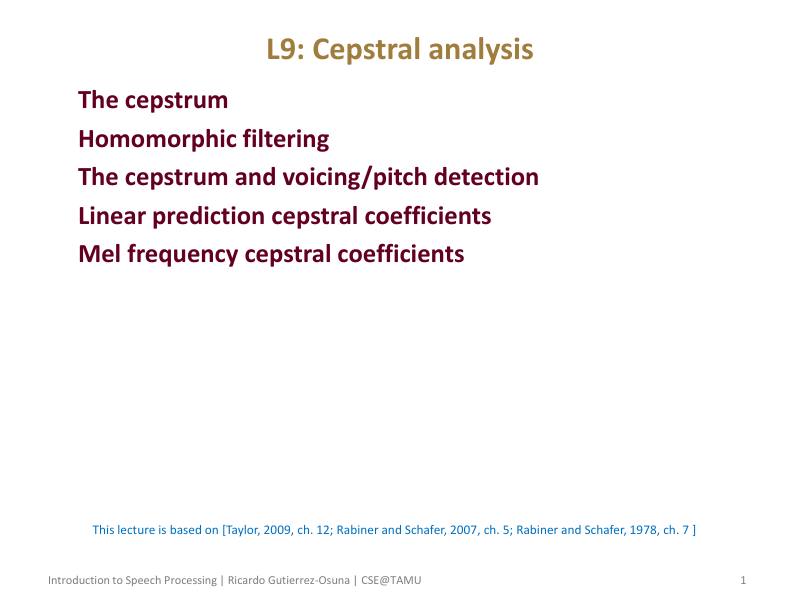 L9: Cepstral analysis
The cepstrum
Homomorphic filtering
The cepstrum and voicing/pitch detection
Linear prediction cepstral coefficients
Mel frequency cepstral coefficients
This lecture is based on [Taylor, 2009, ch. 12; Rabiner and Schafer, 2007, ch. 5; Rabiner and Schafer, 1978, ch. 7 ]
Introduction to Speech Processing | Ricardo Gutierrez-Osuna | CSE@TAMU 1